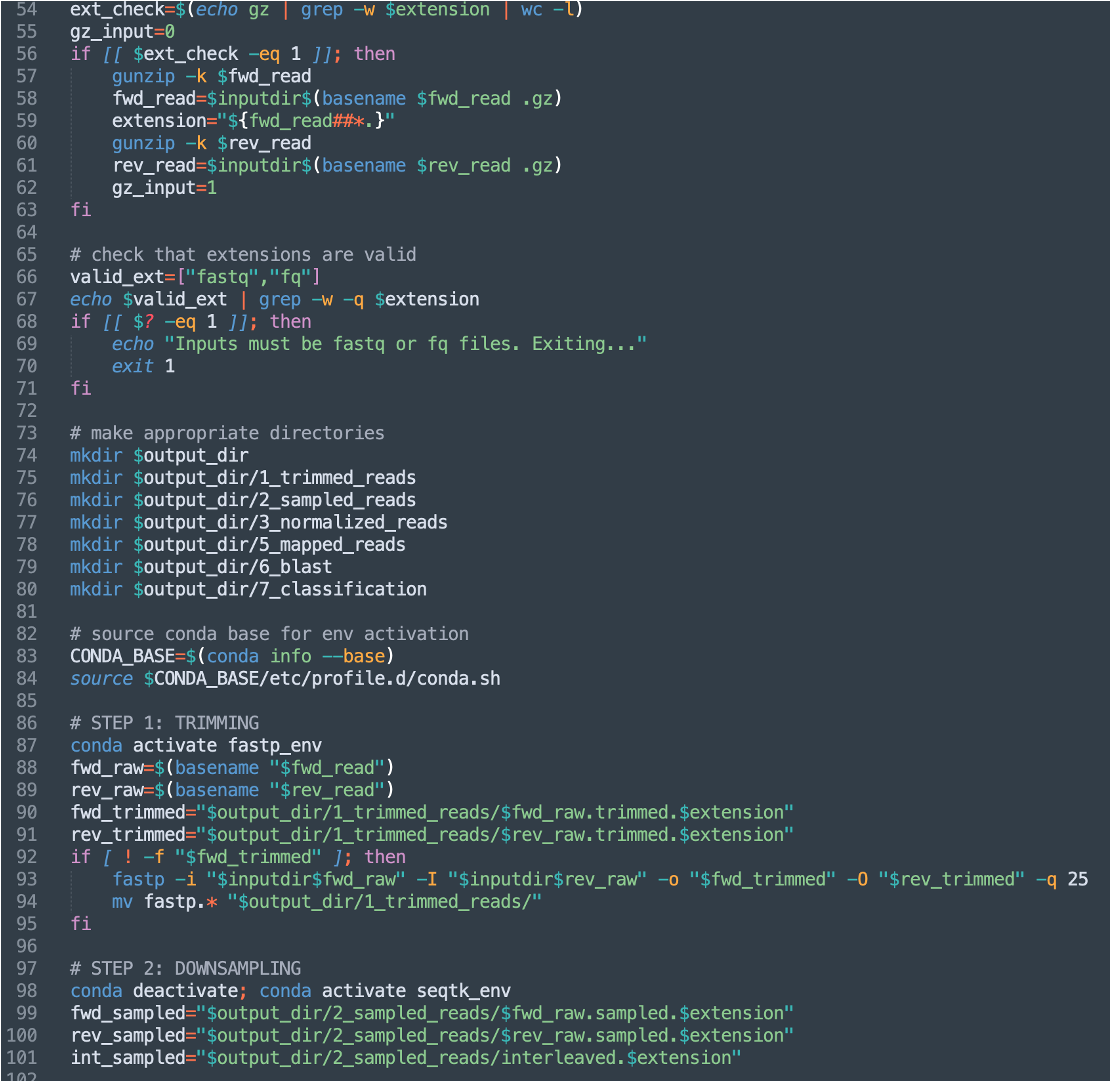 54 ext_check=$(echo gz | grep -w $extension | wc -l)
55 gz_input=0
56 if [[ $ext_check -eq 1 ]]; then
57     gunzip -k $fwd_read
58     fwd_read=$inputdir$(basename $fwd_read .gz)
59     extension="${fwd_read##*.}"
60     gunzip -k $rev_read
61     rev_read=$inputdir$(basename $rev_read .gz)
62     gz_input=1
63 fi
64
65 # check that extensions are valid
66 valid_ext=["fastq","fq"]
67 echo $valid_ext | grep -w -q $extension
68 if [[ $? -eq 1 ]]; then
69     echo "Inputs must be fastq or fq files. Exiting..."
70     exit 1
71 fi
72
73 # make appropriate directories
74 mkdir $output_dir
75 mkdir $output_dir/1_trimmed_reads
76 mkdir $output_dir/2_sampled_reads
77 mkdir $output_dir/3_normalized_reads
78 mkdir $output_dir/5_mapped_reads
79 mkdir $output_dir/6_blast
80 mkdir $output_dir/7_classification
81
82 # source conda base for env activation
83 CONDA_BASE=$(conda info --base)
84 source $CONDA_BASE/etc/profile.d/conda.sh
85
86 # STEP 1: TRIMMING
87 conda activate fastp_env
88 fwd_raw=$(basename "$fwd_read")
89 rev_raw=$(basename "$rev_read")
90 fwd_trimmed="$output_dir/1_trimmed_reads/$fwd_raw.trimmed.$extension"
91 rev_trimmed="$output_dir/1_trimmed_reads/$rev_raw.trimmed.$extension"
92 if [ ! -f "$fwd_trimmed" ]; then
93     fastp -i "$inputdir$fwd_raw" -I "$inputdir$rev_raw" -o "$fwd_trimmed" -O "$rev_trimmed" -q 25
94     mv fastp.* "$output_dir/1_trimmed_reads/"
95 fi
96
97 # STEP 2: DOWNSAMPLING
98 conda deactivate; conda activate seqtk_env
99 fwd_sampled="$output_dir/2_sampled_reads/$fwd_raw.sampled.$extension"
100 rev_sampled="$output_dir/2_sampled_reads/$rev_raw.sampled.$extension"
101 int_sampled="$output_dir/2_sampled_reads/interleaved.$extension"
102